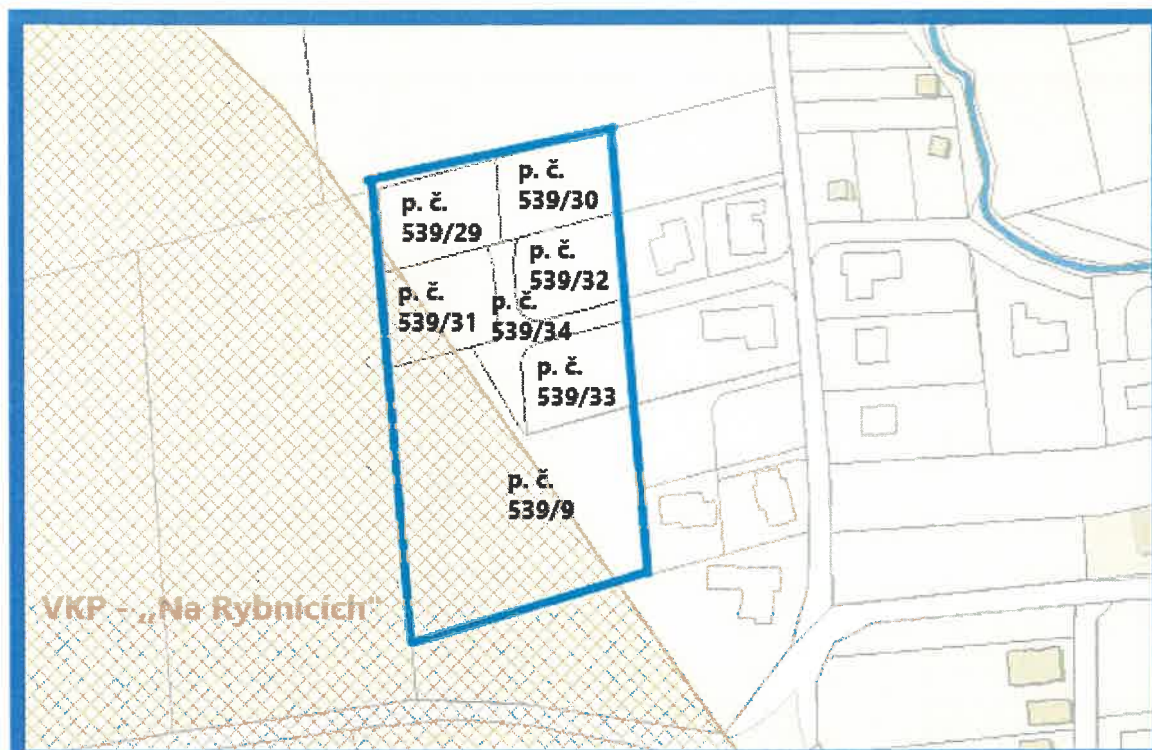 p. č.
539/30
p. č.
539/29
p. č.
539/32
p. č.
539/31
p. č.
539/34
p. č.
539/33
p. č.
539/9
VKP - „Na Rybnících"